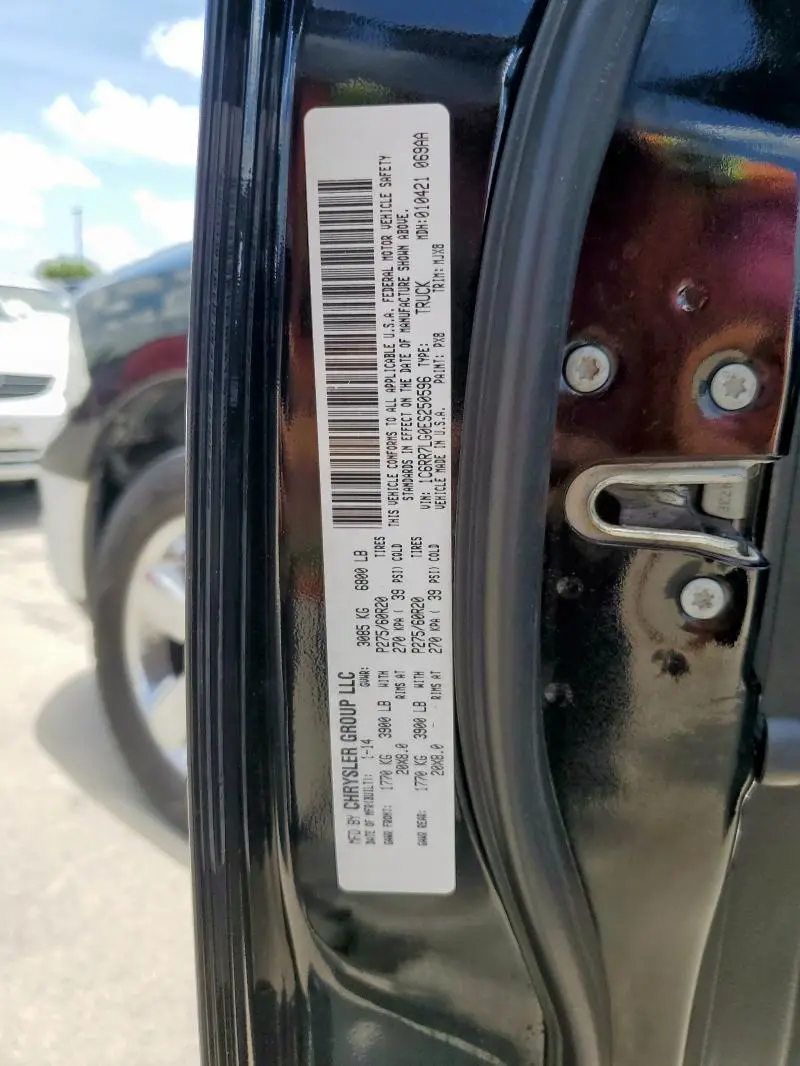 MFD BY CHRYSLER GROUP LLC
DATE OF MFR(BUILT): 1-14 GVWR: 3085 KG 6800 LB
GAWR FRONT: 1770 KG 3900 LB WITH P275/60R20 TIRES
20X8.0 RIMS AT 270 KPA ( 39 PSI) COLD
GAWR REAR: 1770 KG 3900 LB WITH P275/60R20 TIRES
20X8.0 - RIMS AT 270 KPA ( 39 PSI) COLD
THIS VEHICLE CONFORMS TO ALL APPLICABLE U.S.A. FEDERAL MOTOR VEHICLE SAFETY
STANDARDS IN EFFECT ON THE DATE OF MANUFACTURE SHOWN ABOVE.
VIN: 1C6RR7LG0ES250596 TYPE: TRUCK MDH:010421 069AA
VEHICLE MADE IN U.S.A. PAINT: PX8 TRIM: MJX8